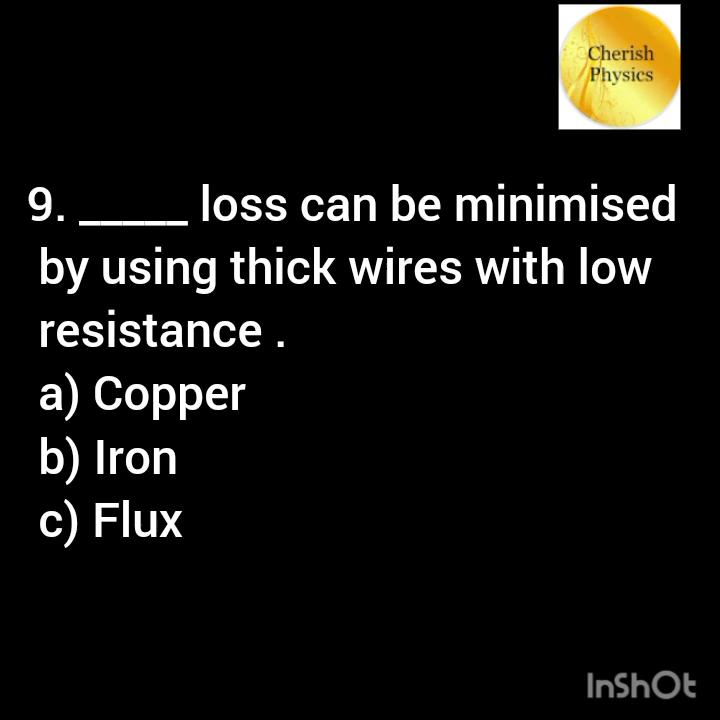 Cherish
Physics
9. _____ loss can be minimised
by using thick wires with low
resistance .
a) Copper
b) Iron
c) Flux
InShOt